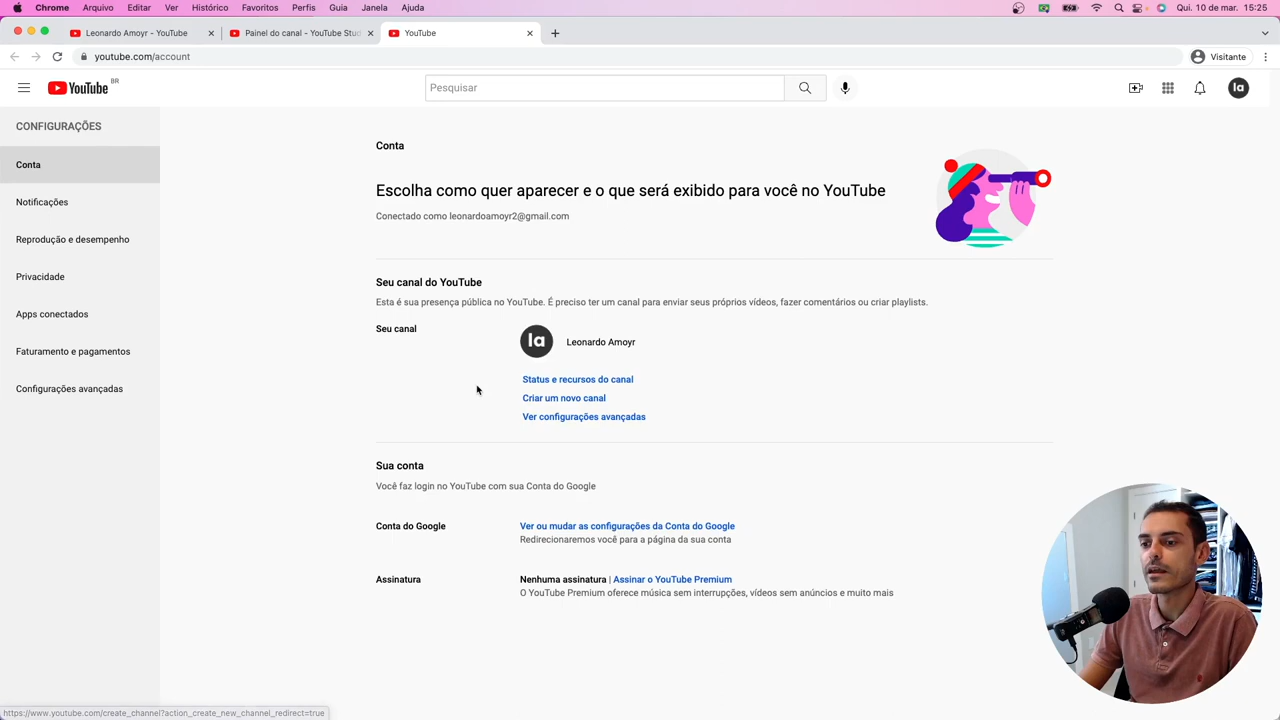 Chrome Arquivo Editar Ver Histórico Favoritos Perfis Guia Janela Ajuda Qui. 10 de mar. 15:25
Leonardo Amoyr - YouTube Painel do canal - YouTube Stud YouTube
youtube.com/account Visitante
YouTube BR Pesquisar la
CONFIGURAÇÕES
Conta
Notificações
Reprodução e desempenho
Privacidade
Apps conectados
Faturamento e pagamentos
Configurações avançadas
Conta
Escolha como quer aparecer e o que será exibido para você no YouTube
Conectado como leonardoamoyr2@gmail.com
Seu canal do YouTube
Esta é sua presença pública no YouTube. É preciso ter um canal para enviar seus próprios vídeos, fazer comentários ou criar playlists.
Seu canal
la Leonardo Amoyr
Status e recursos do canal
Criar um novo canal
Ver configurações avançadas
Sua conta
Você faz login no YouTube com sua Conta do Google
Conta do Google Ver ou mudar as configurações da Conta do Google
Redirecionaremos você para a página da sua conta
Assinatura Nenhuma assinatura | Assinar o YouTube Premium
O YouTube Premium oferece música sem interrupções, vídeos sem anúncios e muito mais
https://www.youtube.com/create_channel?action_create_new_channel_redirect=true